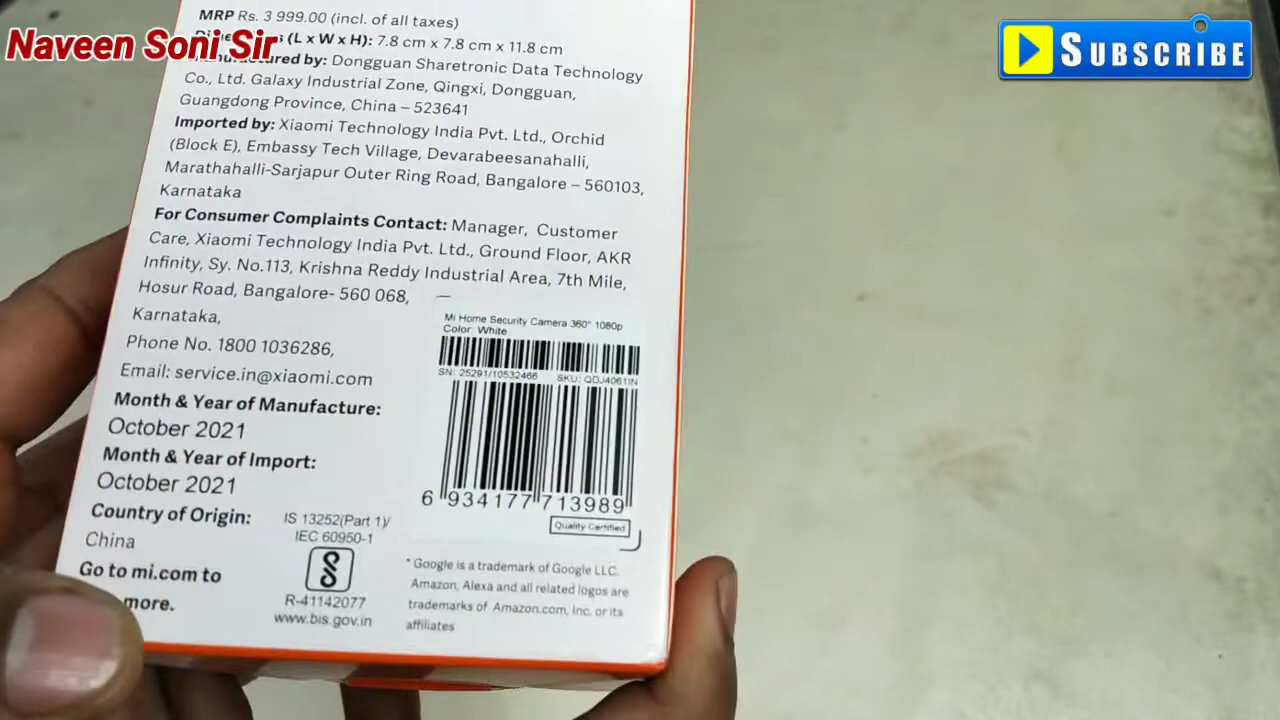 Naveen Soni Sir
SUBSCRIBE
MRP Rs. 3 999.00 (incl. of all taxes)
(L x W x H): 7.8 cm x 7.8 cm x 11.8 cm
Manufactured by: Dongguan Sharetronic Data Technology
Co., Ltd. Galaxy Industrial Zone, Qingxi, Dongguan,
Guangdong Province, China – 523641
Imported by: Xiaomi Technology India Pvt. Ltd., Orchid
(Block E), Embassy Tech Village, Devarabeesanahalli,
Marathahalli-Sarjapur Outer Ring Road, Bangalore – 560103,
Karnataka
For Consumer Complaints Contact: Manager, Customer
Care, Xiaomi Technology India Pvt. Ltd., Ground Floor, AKR
Infinity, Sy. No.113, Krishna Reddy Industrial Area, 7th Mile,
Hosur Road, Bangalore- 560 068,
Karnataka,
Phone No. 1800 1036286,
Email: service.in@xiaomi.com
Month & Year of Manufacture:
October 2021
Month & Year of Import:
October 2021
Country of Origin:
China
Go to mi.com to
more.
IS 13252(Part 1)/
IEC 60950-1
R-41142077
www.bis.gov.in
Mi Home Security Camera 360° 1080p
Color: White
SN: 25291/10532466 SKU: QDJ4061IN
6 934177 713989
Quality Certified
* Google is a trademark of Google LLC.
Amazon, Alexa and all related logos are
trademarks of Amazon.com, Inc. or its
affiliates